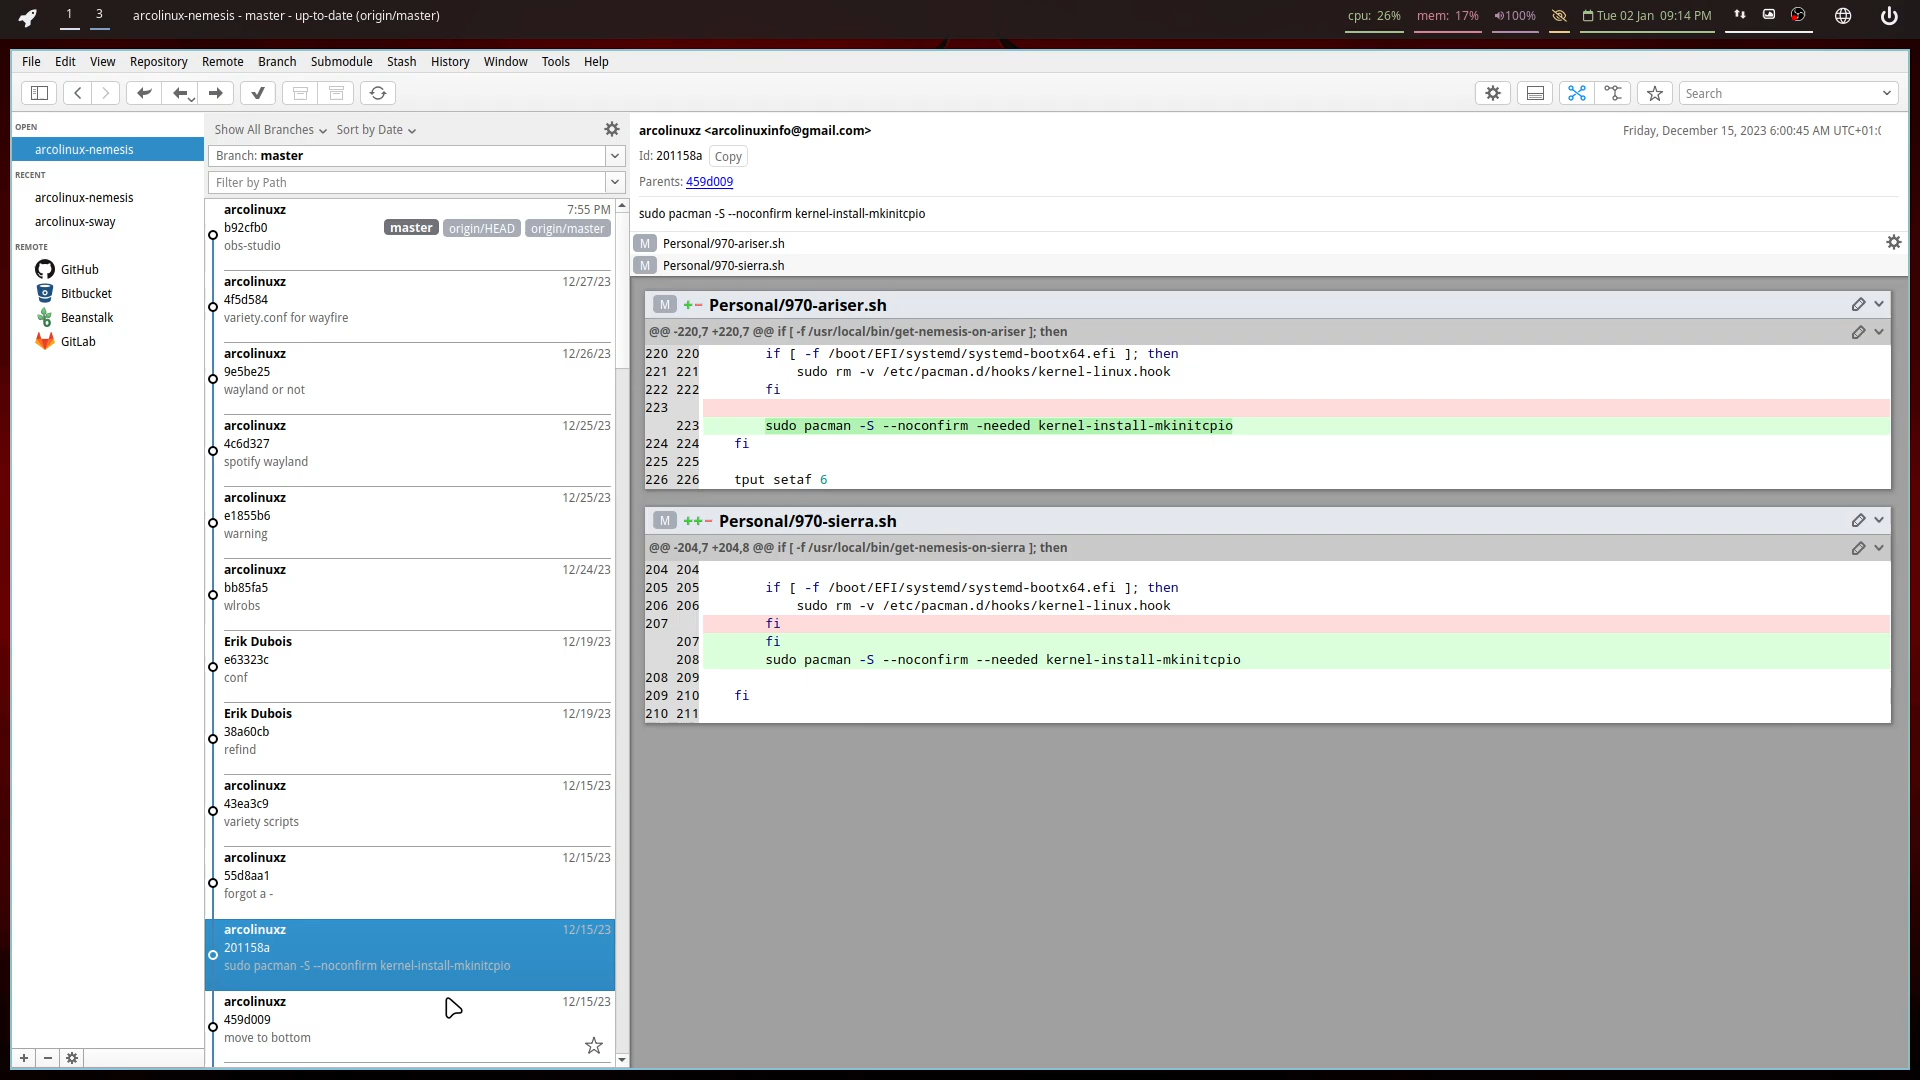 1 3 arcolinux-nemesis - master - up-to-date (origin/master) cpu: 26% mem: 17% 100% Tue 02 Jan 09:14 PM
File Edit View Repository Remote Branch Submodule Stash History Window Tools Help
Search
OPEN
arcolinux-nemesis
RECENT
arcolinux-nemesis
arcolinux-sway
REMOTE
GitHub
Bitbucket
Beanstalk
GitLab
Show All Branches Sort by Date
Branch: master
Filter by Path
arcolinuxz 7:55 PM
b92cfb0 master origin/HEAD origin/master
obs-studio
arcolinuxz 12/27/23
4f5d584
variety.conf for wayfire
arcolinuxz 12/26/23
9e5be25
wayland or not
arcolinuxz 12/25/23
4c6d327
spotify wayland
arcolinuxz 12/25/23
e1855b6
warning
arcolinuxz 12/24/23
bb85fa5
wlrobs
Erik Dubois 12/19/23
e63323c
conf
Erik Dubois 12/19/23
38a60cb
refind
arcolinuxz 12/15/23
43ea3c9
variety scripts
arcolinuxz 12/15/23
55d8aa1
forgot a -
arcolinuxz 12/15/23
201158a
sudo pacman -S --noconfirm kernel-install-mkinitcpio
arcolinuxz 12/15/23
459d009
move to bottom
arcolinuxz <arcolinuxinfo@gmail.com> Friday, December 15, 2023 6:00:45 AM UTC+01:(
Id: 201158a Copy
Parents: 459d009
sudo pacman -S --noconfirm kernel-install-mkinitcpio
M Personal/970-ariser.sh
M Personal/970-sierra.sh
M +- Personal/970-ariser.sh
@@ -220,7 +220,7 @@ if [ -f /usr/local/bin/get-nemesis-on-ariser ]; then
220 220 if [ -f /boot/EFI/systemd/systemd-bootx64.efi ]; then
221 221 sudo rm -v /etc/pacman.d/hooks/kernel-linux.hook
222 222 fi
223
223 sudo pacman -S --noconfirm -needed kernel-install-mkinitcpio
224 224 fi
225 225
226 226 tput setaf 6
M ++- Personal/970-sierra.sh
@@ -204,7 +204,8 @@ if [ -f /usr/local/bin/get-nemesis-on-sierra ]; then
204 204
205 205 if [ -f /boot/EFI/systemd/systemd-bootx64.efi ]; then
206 206 sudo rm -v /etc/pacman.d/hooks/kernel-linux.hook
207 fi
207 fi
208 sudo pacman -S --noconfirm --needed kernel-install-mkinitcpio
208 209
209 210 fi
210 211